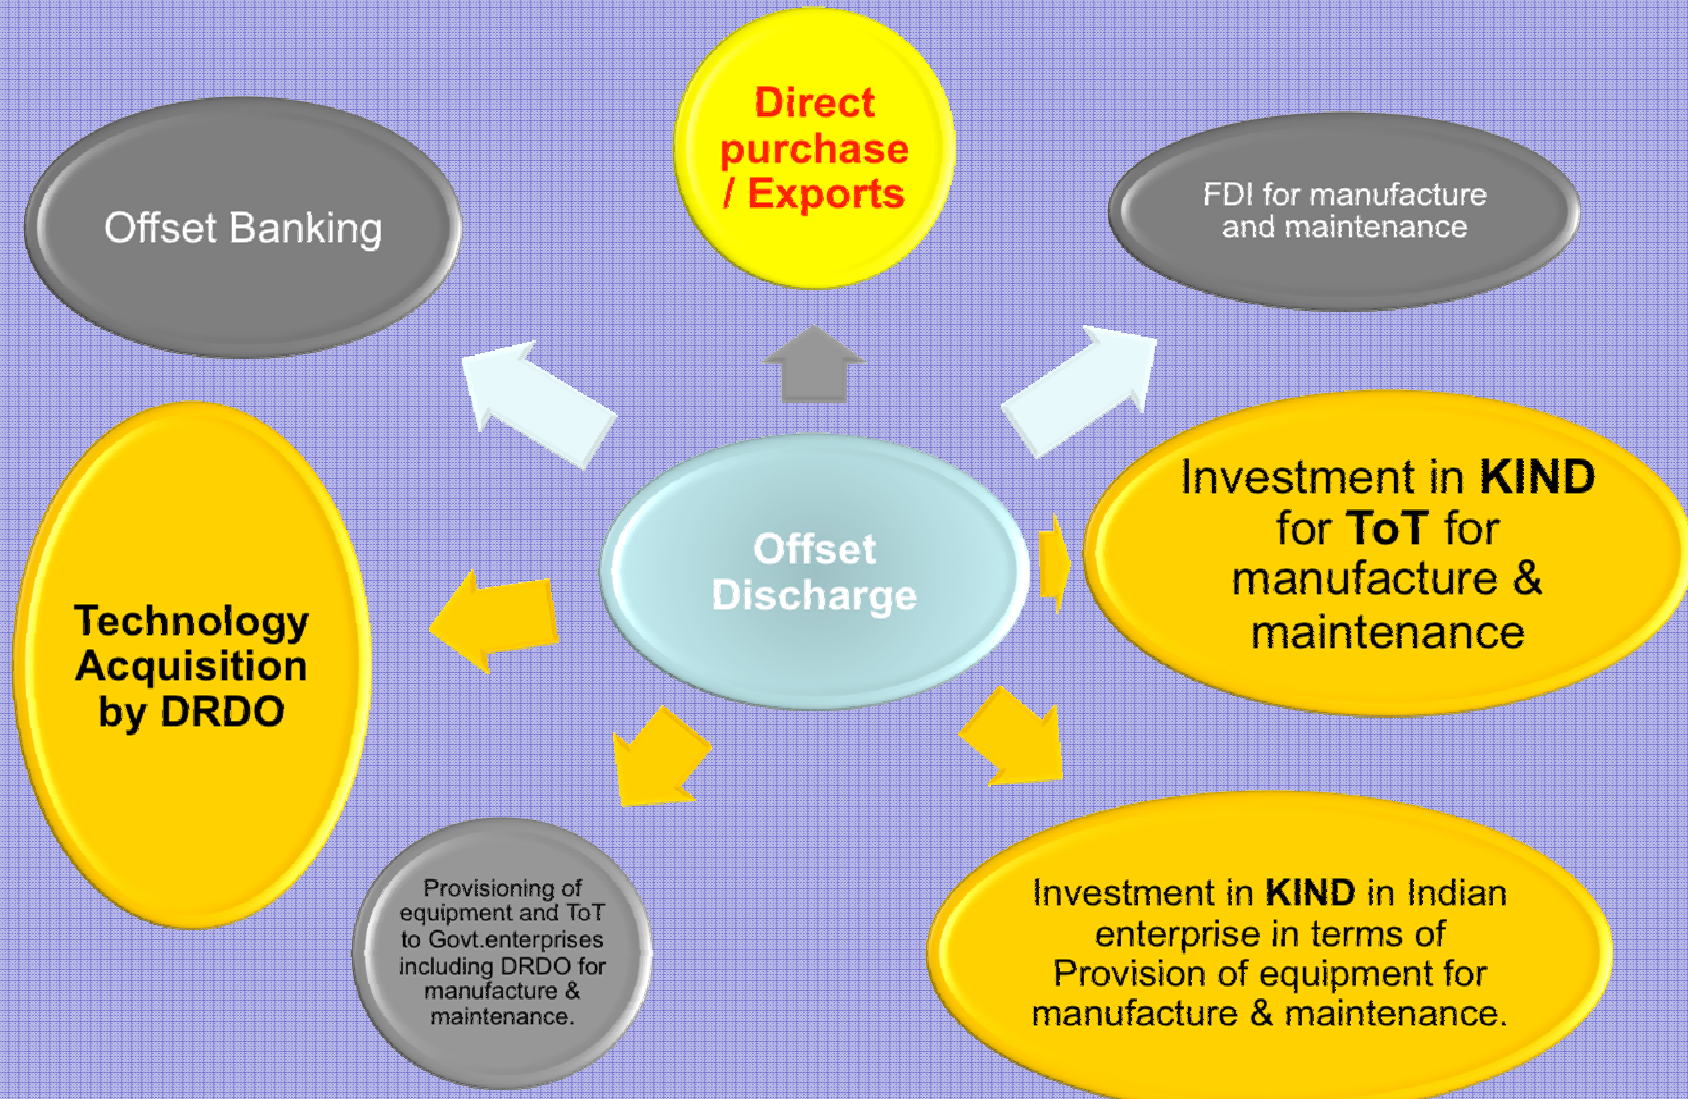 Direct
purchase
/ Exports
Offset Banking
FDI for manufacture
and maintenance
Offset
Discharge
Investment in KIND
for ToT for
manufacture &
maintenance
Technology
Acquisition
by DRDO
Provisioning of
equipment and ToT
to Govt.enterprises
including DRDO for
manufacture &
maintenance.
Investment in KIND in Indian
enterprise in terms of
Provision of equipment for
manufacture & maintenance.